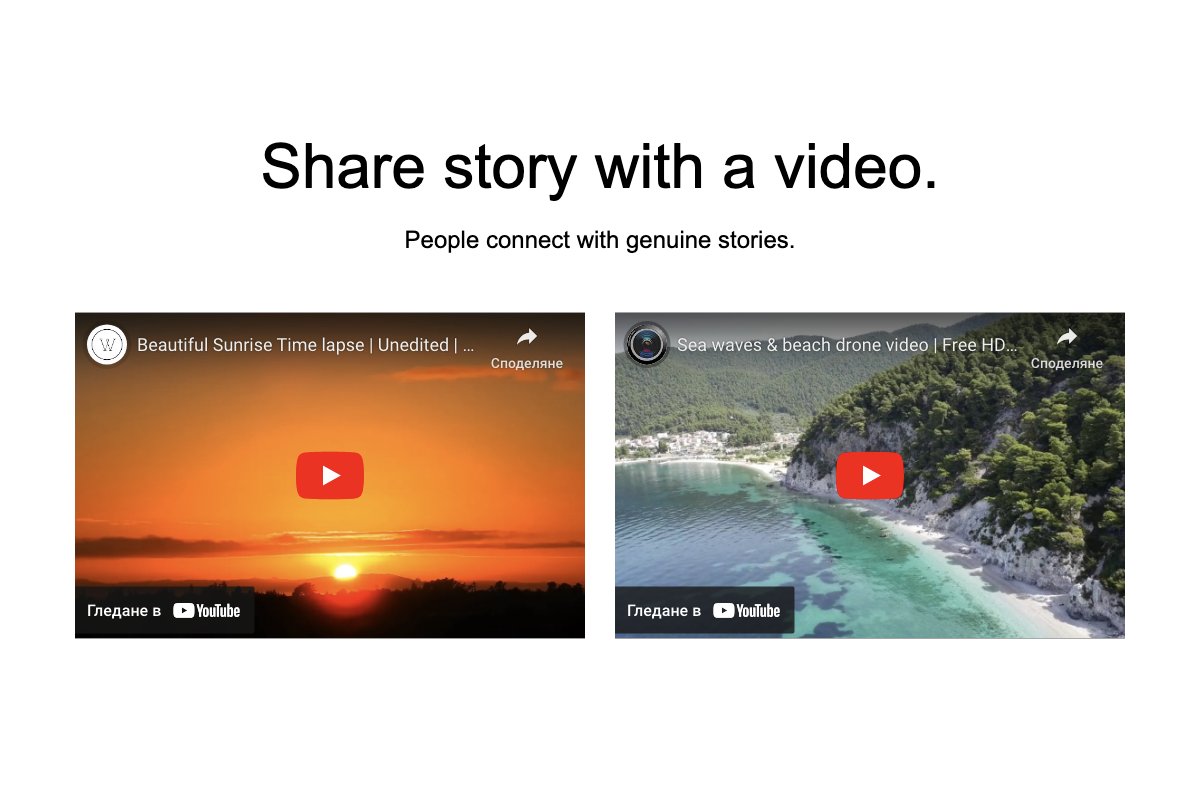 Share story with a video.
People connect with genuine stories.
W Beautiful Sunrise Time lapse | Unedited | ...
Споделяне
Гледане в YouTube
Sea waves & beach drone video | Free HD...
Споделяне
Гледане в YouTube